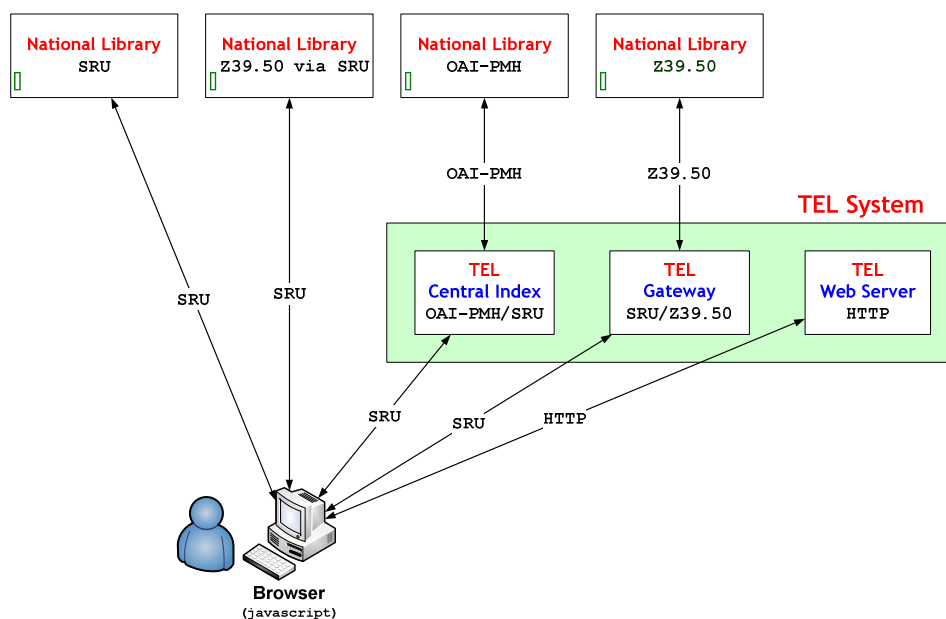 National Library
SRU
National Library
Z39.50 via SRU
National Library
OAI-PMH
National Library
Z39.50
OAI-PMH
Z39.50
TEL System
TEL
Central Index
OAI-PMH/SRU
TEL
Gateway
SRU/Z39.50
TEL
Web Server
HTTP
SRU
SRU
SRU
SRU
HTTP
Browser
(javascript)